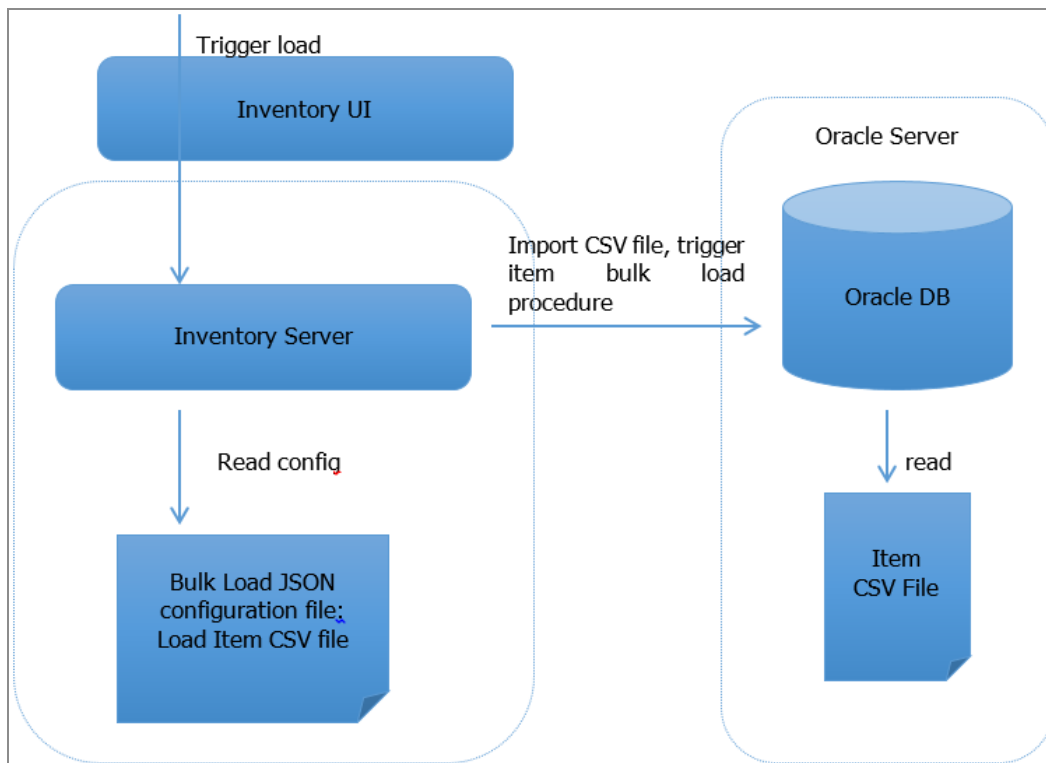 Trigger load
Inventory UI
Oracle Server
Import CSV file, trigger
item bulk load
procedure
Oracle DB
Inventory Server
Read config
read
Bulk Load JSON
configuration file:
Load Item CSV file
Item
CSV File